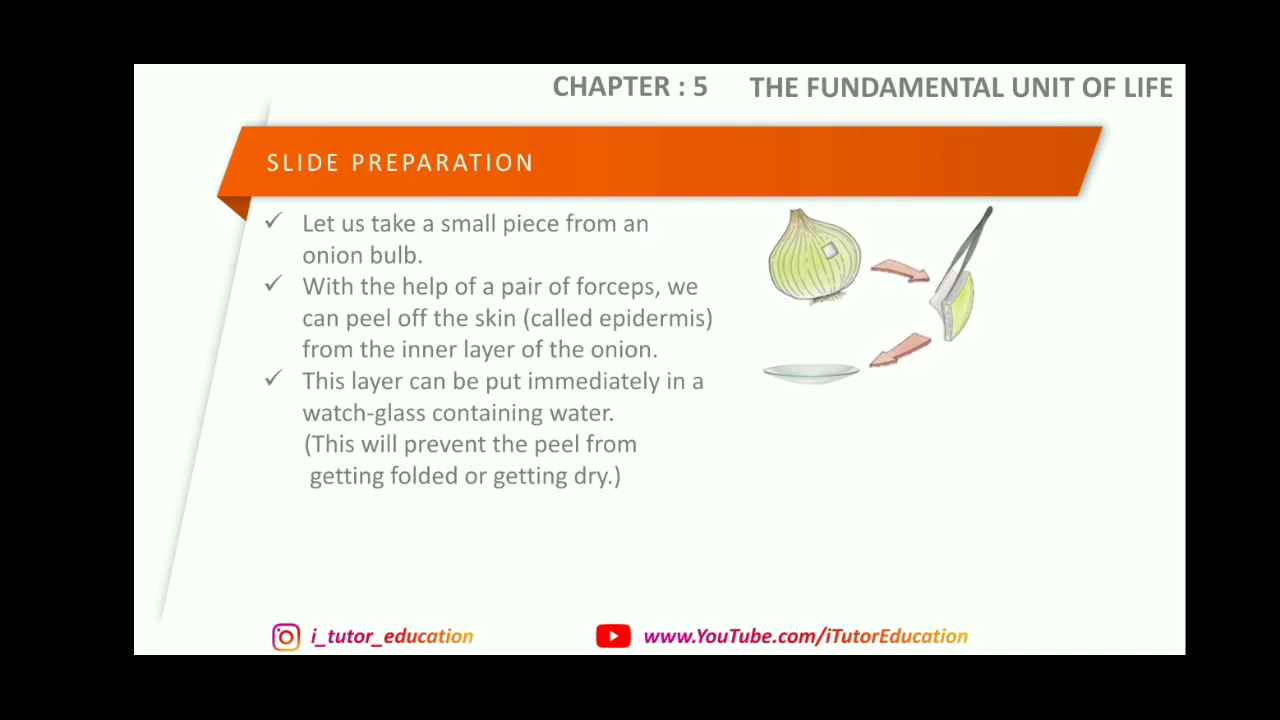 CHAPTER : 5 THE FUNDAMENTAL UNIT OF LIFE
SLIDE PREPARATION
✓ Let us take a small piece from an
onion bulb.
✓ With the help of a pair of forceps, we
can peel off the skin (called epidermis)
from the inner layer of the onion.
✓ This layer can be put immediately in a
watch-glass containing water.
(This will prevent the peel from
getting folded or getting dry.)
i_tutor_education www.YouTube.com/iTutorEducation